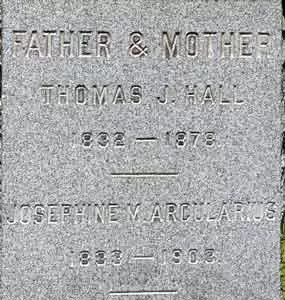 FATHER & MOTHER
THOMAS J. HALL
1832 — 1878.
JOSEPHINE M. ARCULARIUS
1833 — 1903.